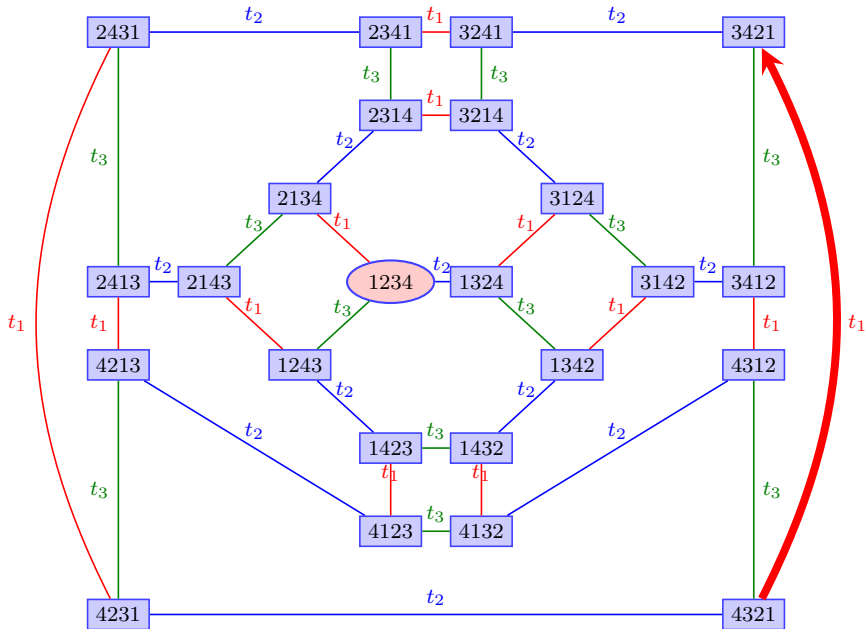 t₂ t₁ t₂
2431 2341 3241 3421
t₃ t₃
t₁
2314 3214
t₂ t₂
t₃ t₃
2134 3124
t₃ t₁ t₁ t₃
t₂ t₂ t₂
2413 2143 1234 1324 3142 3412
t₁ t₁ t₁ t₃ t₃ t₁ t₁ t₁
4213 1243 1342 4312
t₂ t₂ t₂ t₂
t₃
1423 1432
t₁ t₁
t₃ t₃
t₃
4123 4132
t₂
4231 4321